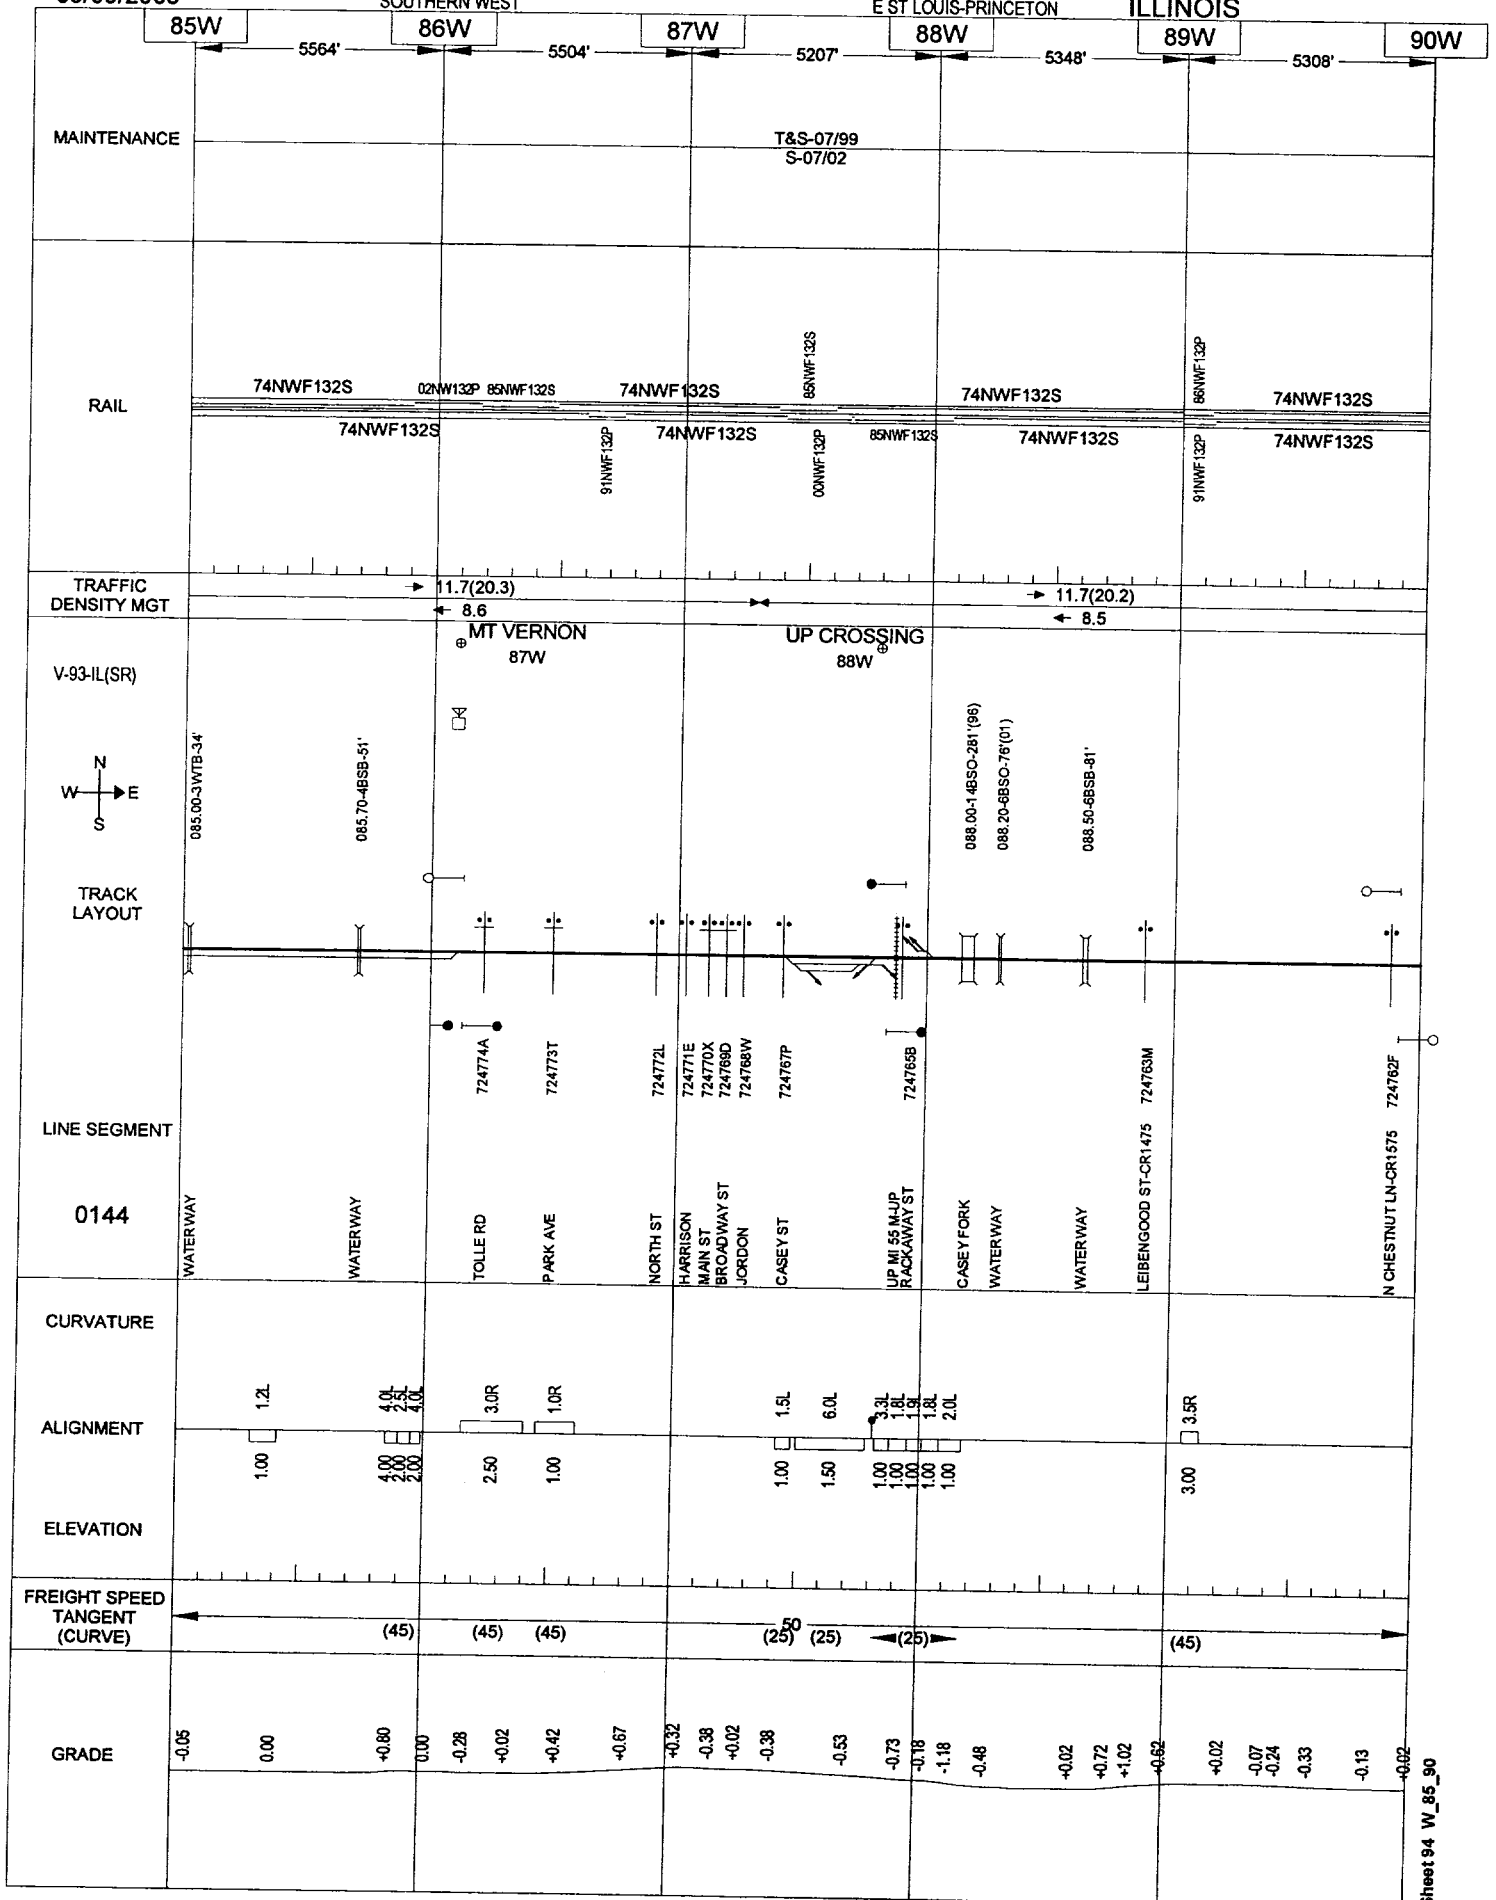 SOUTHERN WEST
E ST LOUIS-PRINCETON
ILLINOIS
85W
86W
87W
88W
89W
90W
5564'
5504'
5207'
5348'
5308'
MAINTENANCE
T&S-07/99
S-07/02
RAIL
74NWF132S
02NW132P
85NWF132S
74NWF132S
85NWF132S
74NWF132S
86NWF132P
74NWF132S
74NWF132S
91NWF132P
74NWF132S
00NWF132P
85NWF132S
74NWF132S
91NWF132P
74NWF132S
TRAFFIC
DENSITY MGT
11.7(20.3)
8.6
11.7(20.2)
8.5
V-93-IL(SR)
MT VERNON
87W
UP CROSSING
88W
N
W E
S
085.00-3WTB-34'
085.70-4BSB-51'
088.00-14BSO-281'(96)
088.20-6BSO-76'(01)
088.50-6BSB-81'
TRACK
LAYOUT
724774A
724773T
724772L
724771E
724770X
724769D
724768W
724767P
724765B
724763M
724762F
LINE SEGMENT
0144
WATERWAY
WATERWAY
TOLLE RD
PARK AVE
NORTH ST
HARRISON
MAIN ST
BROADWAY ST
JORDON
CASEY ST
UP MI 55 M-UP
RACKAWAY ST
CASEY FORK
WATERWAY
WATERWAY
LEIBENGOOD ST-CR1475
N CHESTNUT LN-CR1575
CURVATURE
1.2L
4.0L
2.5L
4.0L
3.0R
1.0R
1.5L
6.0L
3.3L
1.8L
1.9L
1.8L
2.0L
3.5R
ALIGNMENT
1.00
4.00
2.00
2.00
2.50
1.00
1.00
1.50
1.00
1.00
1.00
1.00
1.00
3.00
ELEVATION
FREIGHT SPEED
TANGENT
(CURVE)
50
(45)
(45)
(45)
(25)
(25)
(25)
(45)
GRADE
-0.05
0.00
+0.80
0.00
-0.28
+0.02
+0.42
+0.67
+0.32
-0.38
+0.02
-0.38
-0.53
-0.73
-0.18
-1.18
-0.48
+0.02
+0.72
+1.02
+0.62
+0.02
-0.07
-0.24
-0.33
-0.13
+0.02
Sheet 94 W_85_90